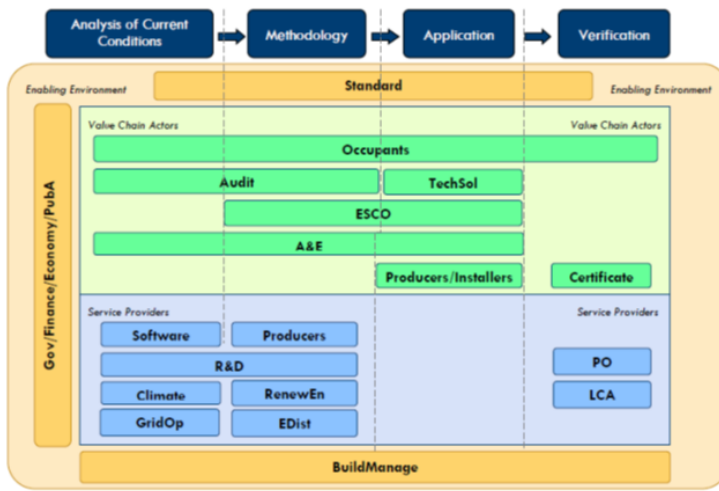 Analysis of Current
Conditions
Methodology
Application
Verification
Enabling Environment
Standard
Enabling Environment
Gov/Finance/Economy/PubA
Value Chain Actors
Value Chain Actors
Occupants
Audit
TechSol
ESCO
A&E
Producers/Installers
Certificate
Service Providers
Service Providers
Software
Producers
R&D
PO
Climate
RenewEn
LCA
GridOp
EDist
BuildManage